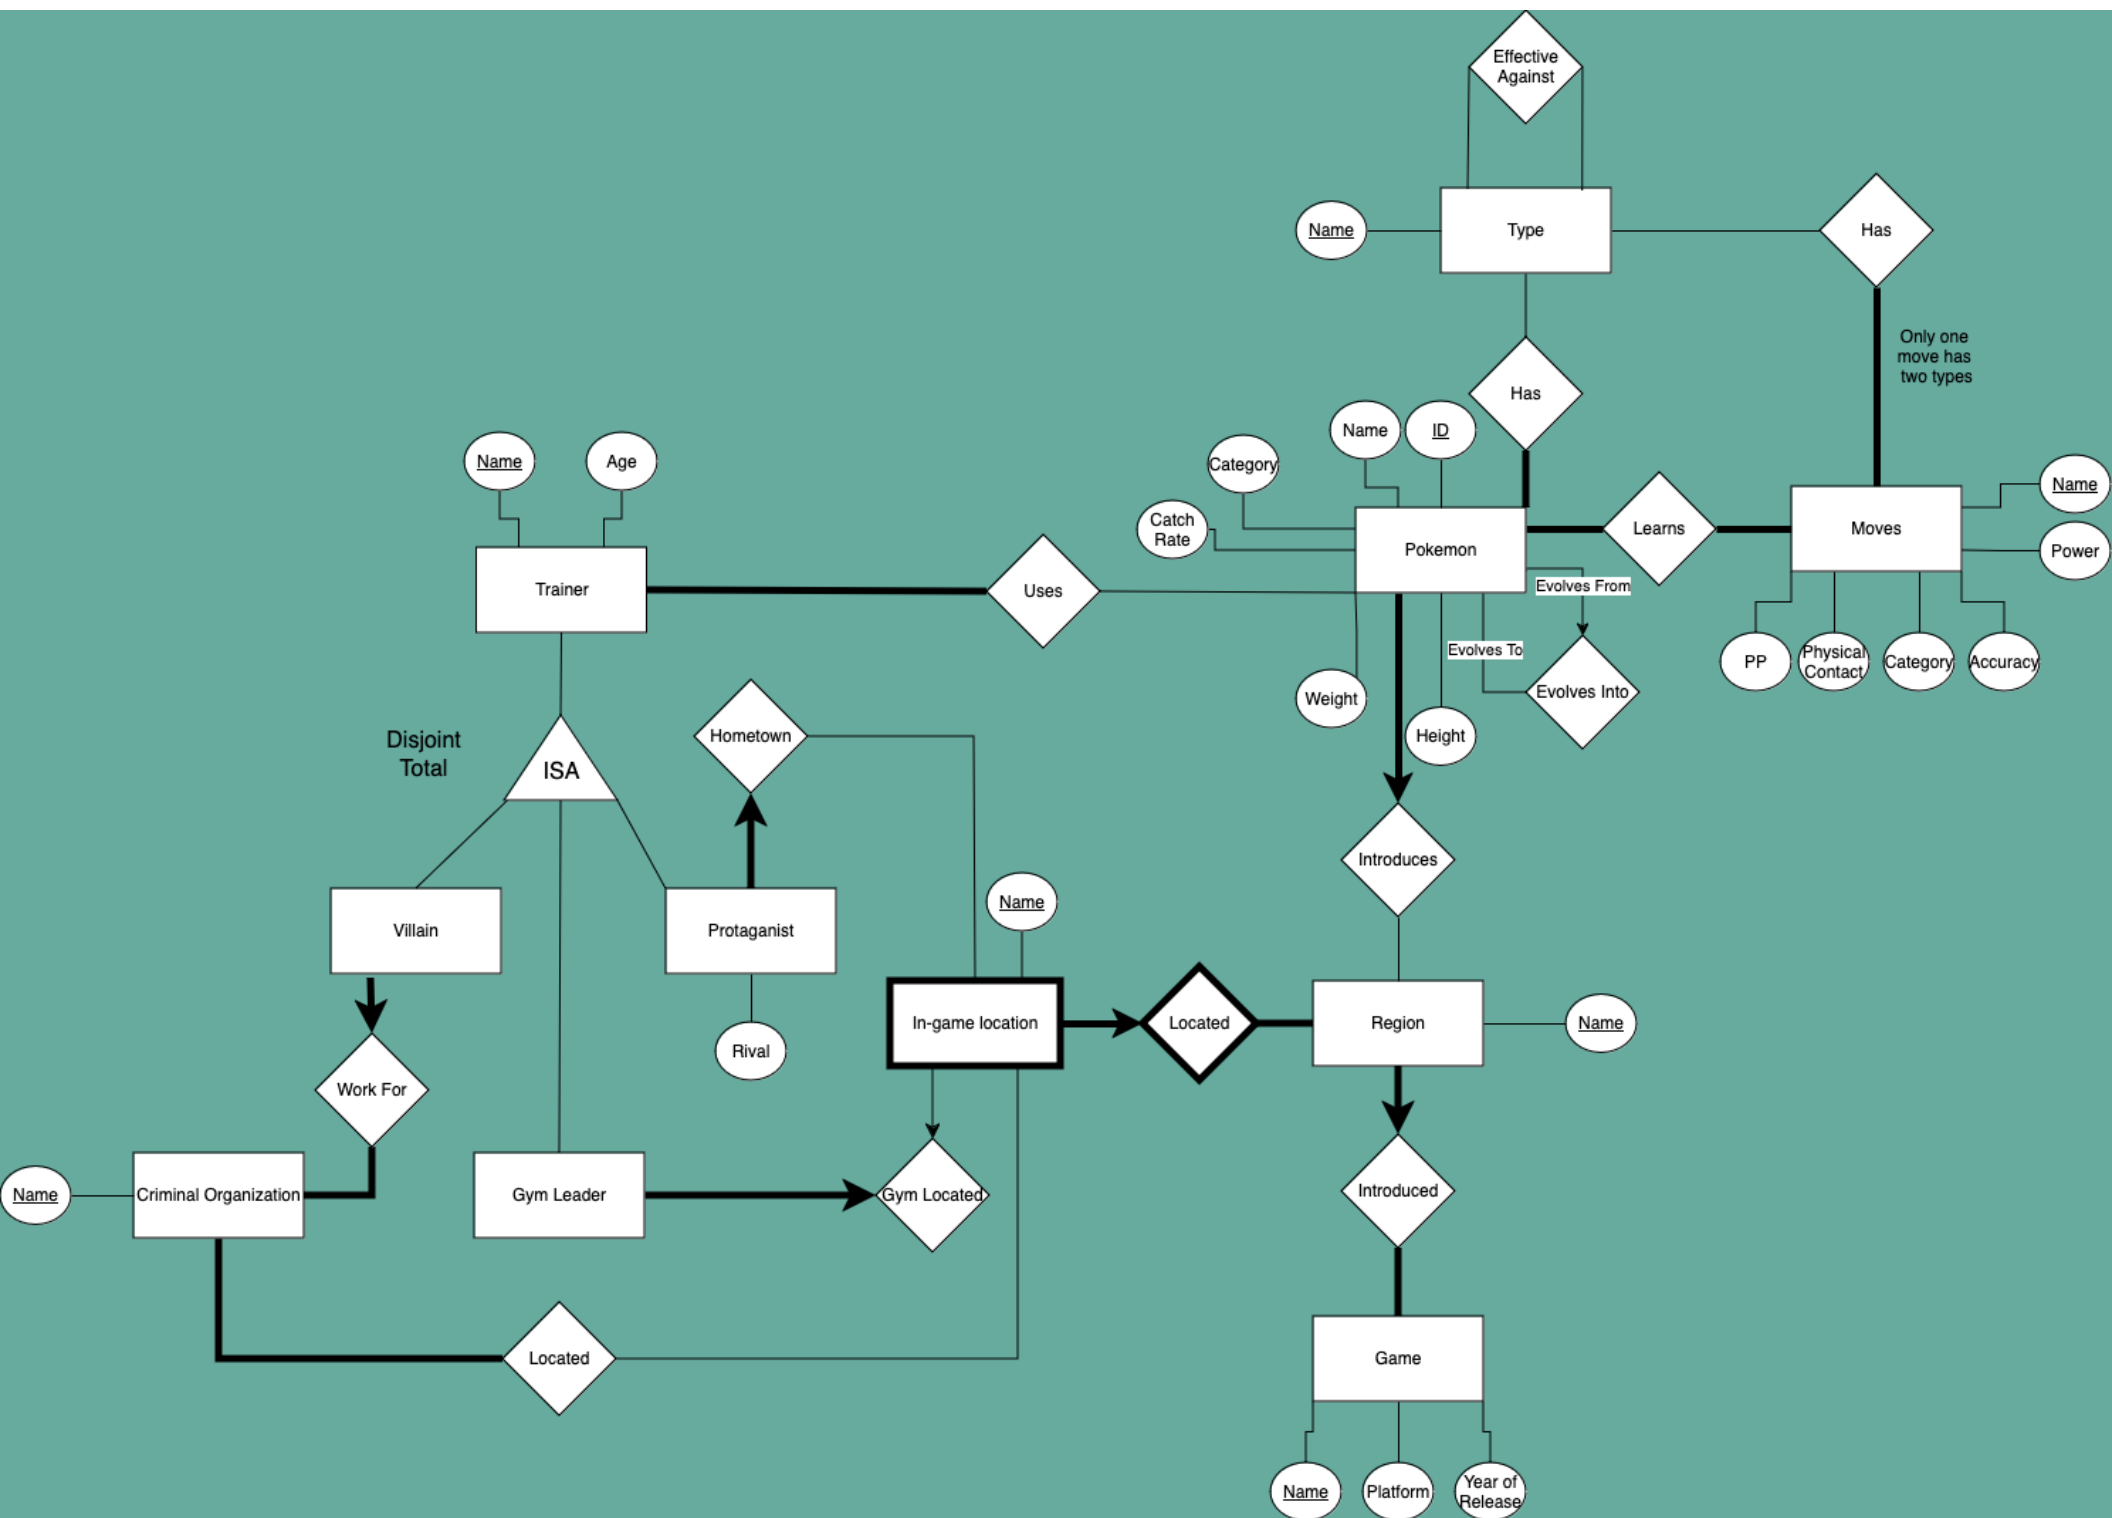 Effective
Against
Name
Type
Has
Only one
move has
two types
Has
Name
ID
Category
Catch
Rate
Pokemon
Learns
Moves
Name
Power
Name
Age
Trainer
Uses
Evolves From
Evolves To
Evolves Into
PP
Physical
Contact
Category
Accuracy
Weight
Height
Disjoint
Total
ISA
Hometown
Introduces
Villain
Protaganist
Name
Rival
In-game location
Located
Region
Name
Work For
Name
Criminal Organization
Gym Leader
Gym Located
Introduced
Located
Game
Name
Platform
Year of
Release